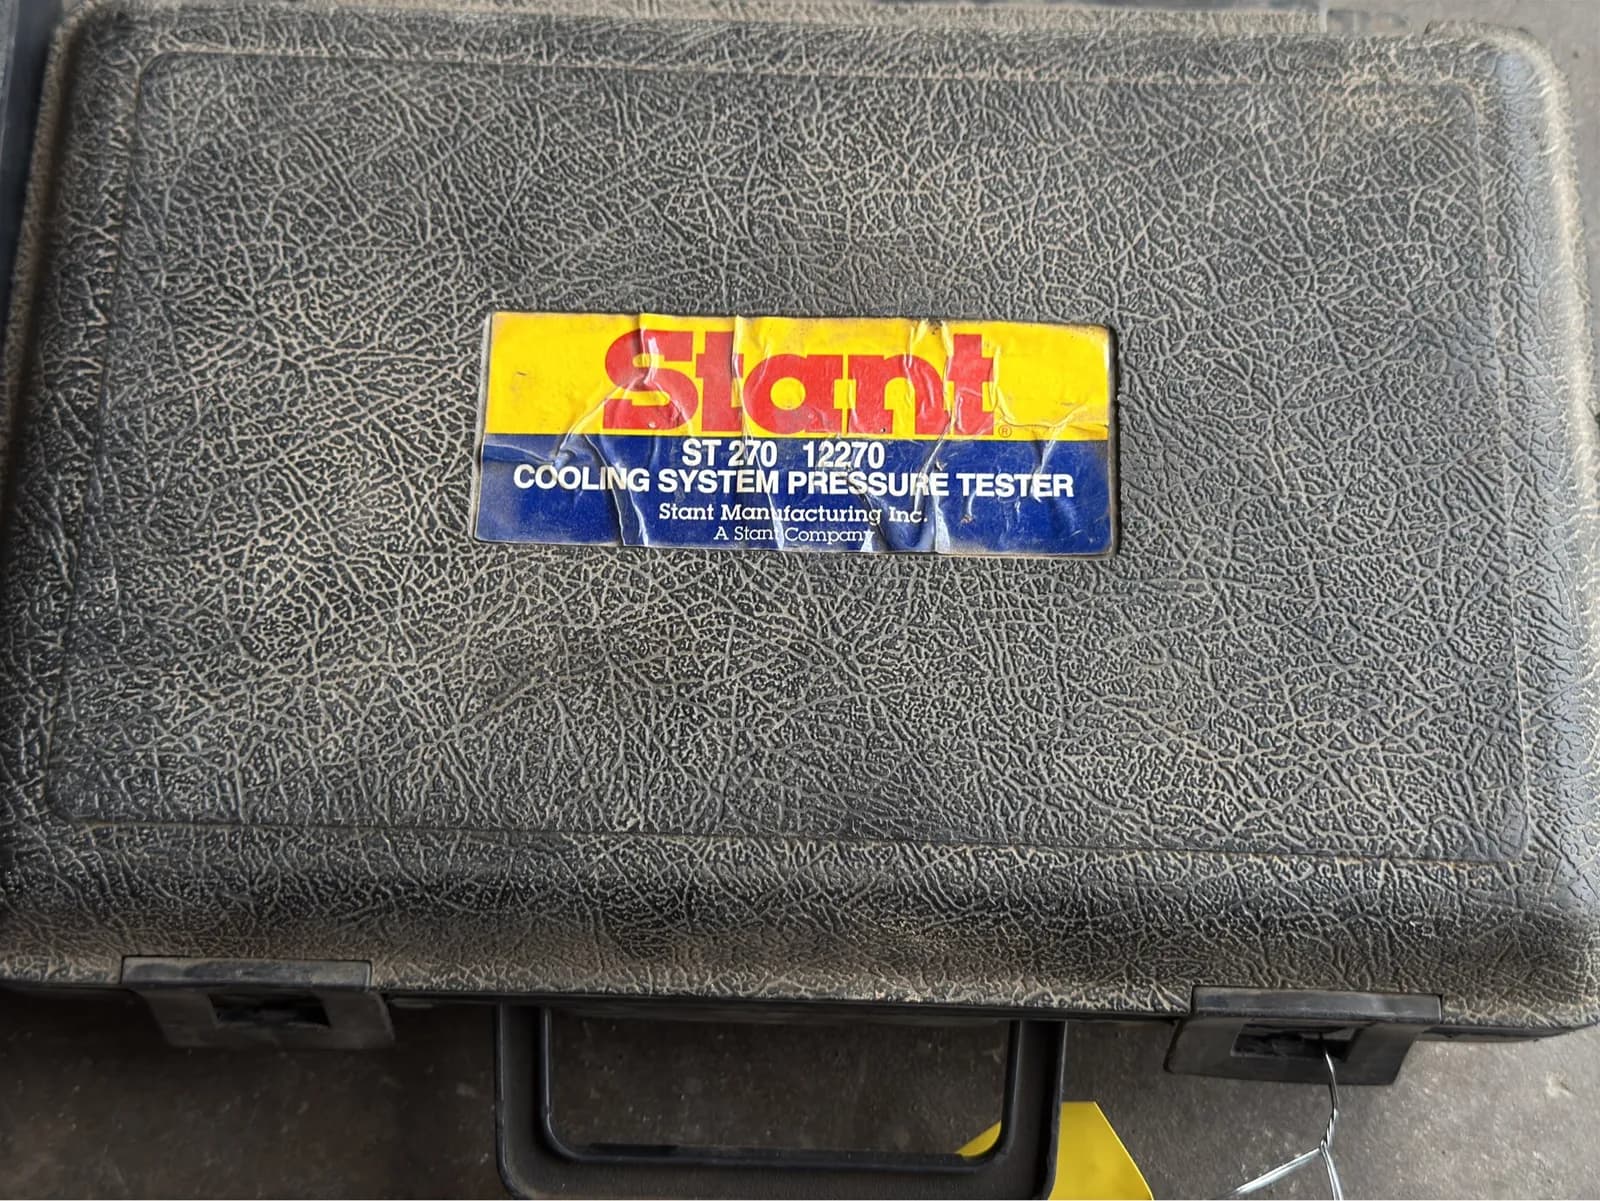 Stant®
ST 270 12270
COOLING SYSTEM PRESSURE TESTER
Stant Manufacturing Inc.
A Stant Company